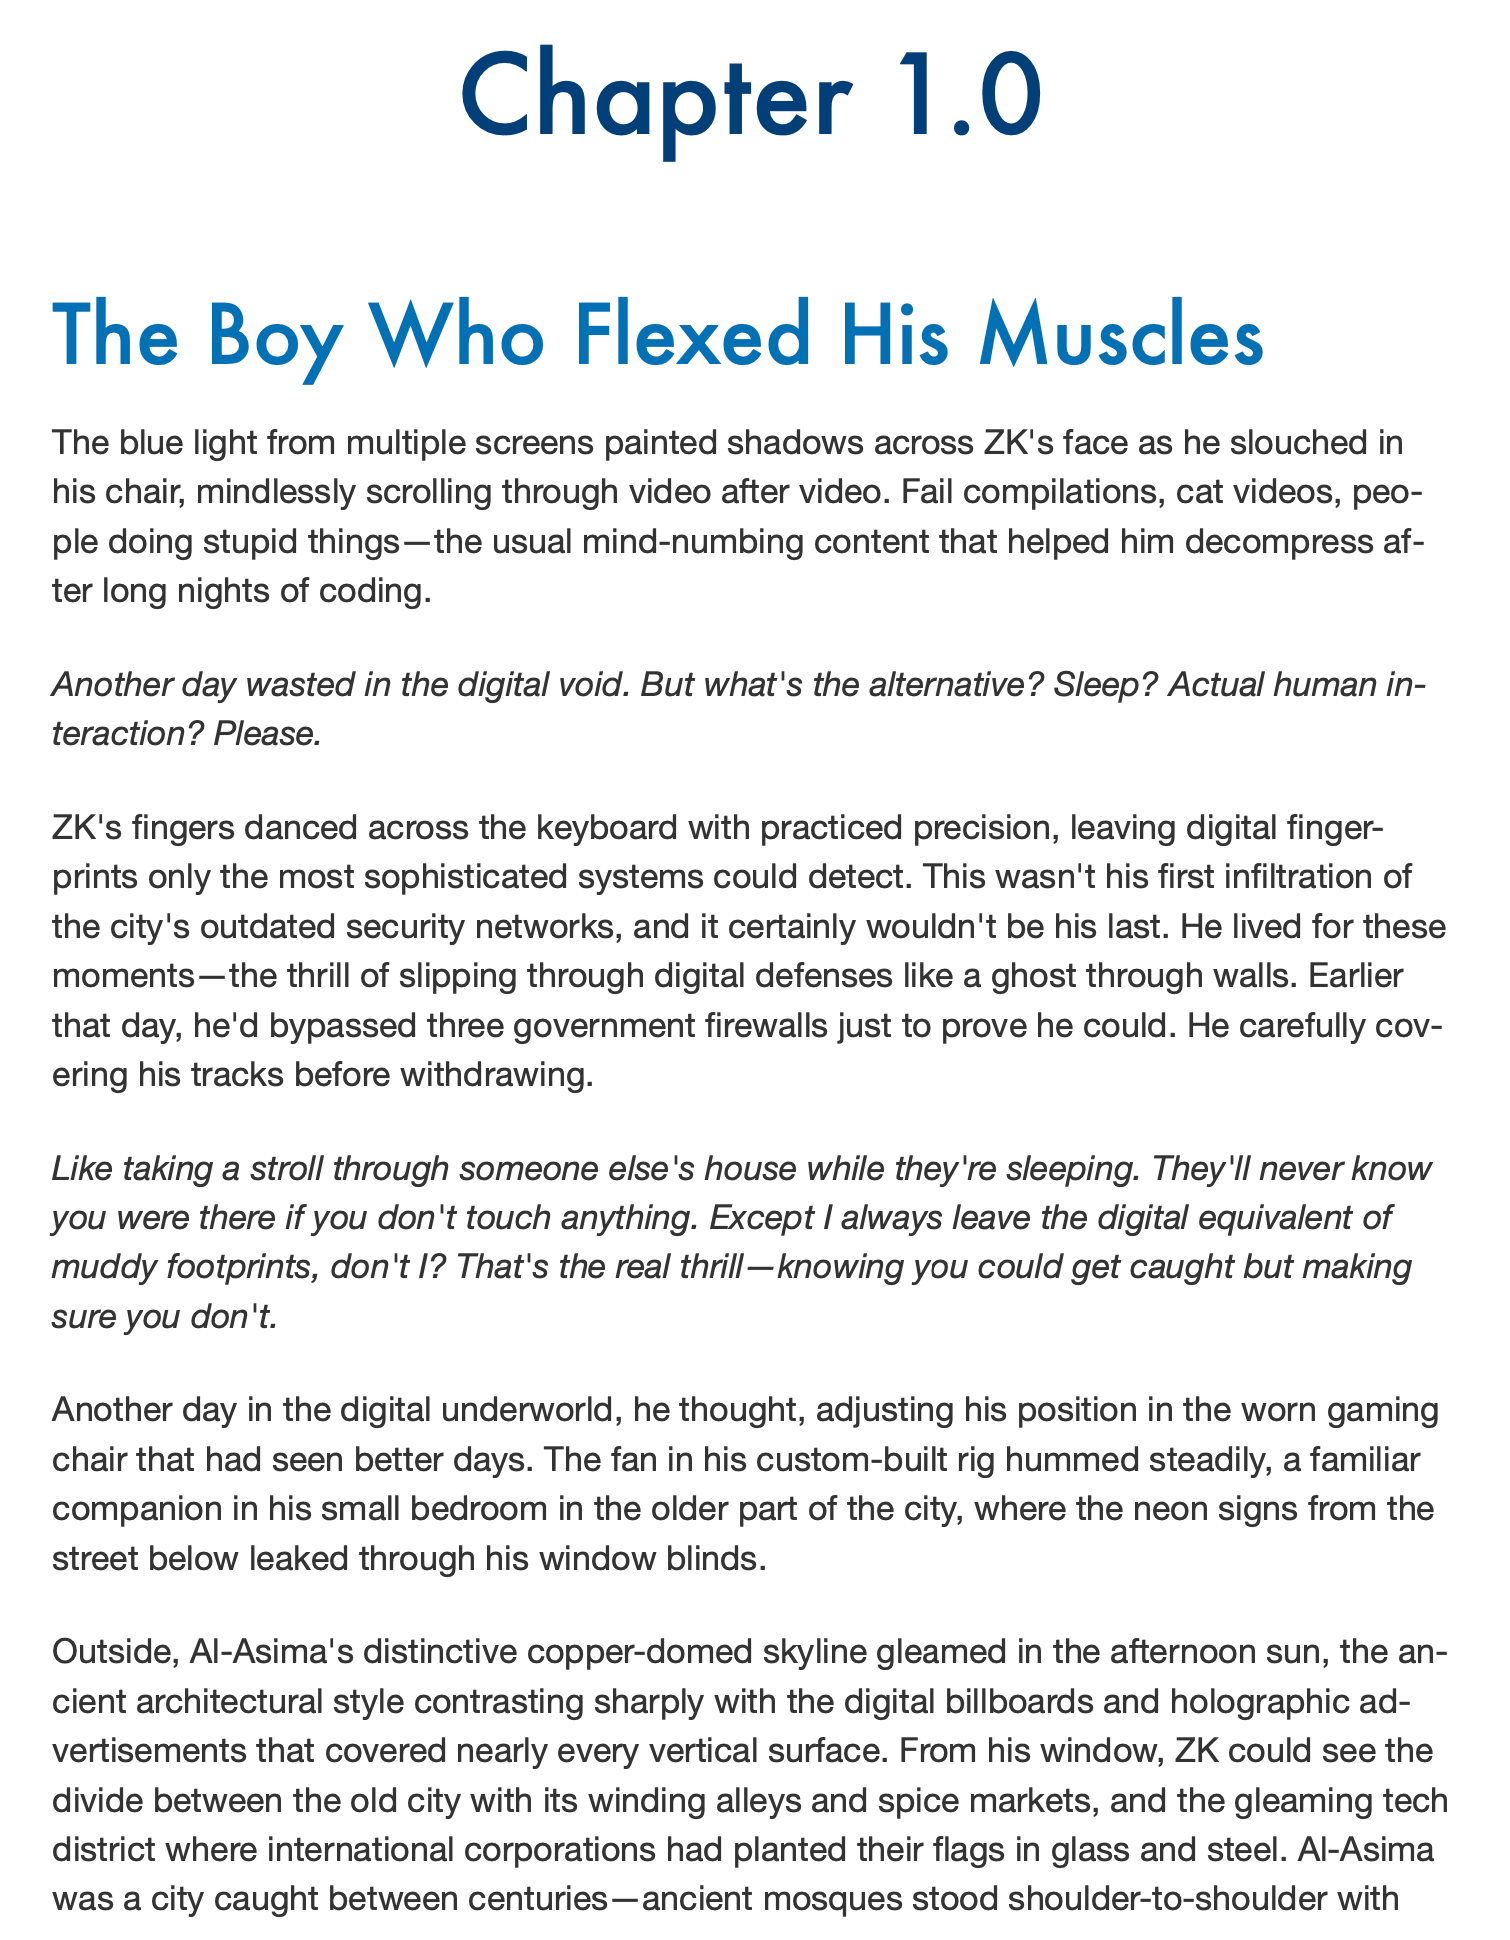 Chapter 1.0
The Boy Who Flexed His Muscles
The blue light from multiple screens painted shadows across ZK's face as he slouched in
his chair, mindlessly scrolling through video after video. Fail compilations, cat videos, peo-
ple doing stupid things—the usual mind-numbing content that helped him decompress af-
ter long nights of coding.
Another day wasted in the digital void. But what's the alternative? Sleep? Actual human in-
teraction? Please.
ZK's fingers danced across the keyboard with practiced precision, leaving digital finger-
prints only the most sophisticated systems could detect. This wasn't his first infiltration of
the city's outdated security networks, and it certainly wouldn't be his last. He lived for these
moments—the thrill of slipping through digital defenses like a ghost through walls. Earlier
that day, he'd bypassed three government firewalls just to prove he could. He carefully cov-
ering his tracks before withdrawing.
Like taking a stroll through someone else's house while they're sleeping. They'll never know
you were there if you don't touch anything. Except I always leave the digital equivalent of
muddy footprints, don't I? That's the real thrill—knowing you could get caught but making
sure you don't.
Another day in the digital underworld, he thought, adjusting his position in the worn gaming
chair that had seen better days. The fan in his custom-built rig hummed steadily, a familiar
companion in his small bedroom in the older part of the city, where the neon signs from the
street below leaked through his window blinds.
Outside, Al-Asima's distinctive copper-domed skyline gleamed in the afternoon sun, the an-
cient architectural style contrasting sharply with the digital billboards and holographic ad-
vertisements that covered nearly every vertical surface. From his window, ZK could see the
divide between the old city with its winding alleys and spice markets, and the gleaming tech
district where international corporations had planted their flags in glass and steel. Al-Asima
was a city caught between centuries—ancient mosques stood shoulder-to-shoulder with